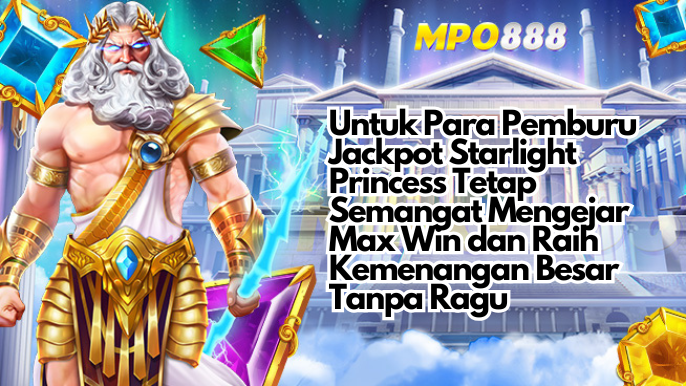 MPO888
Untuk Para Pemburu
Jackpot Starlight
Princess Tetap
Semangat Mengejar
Max Win dan Raih
Kemenangan Besar
Tanpa Ragu